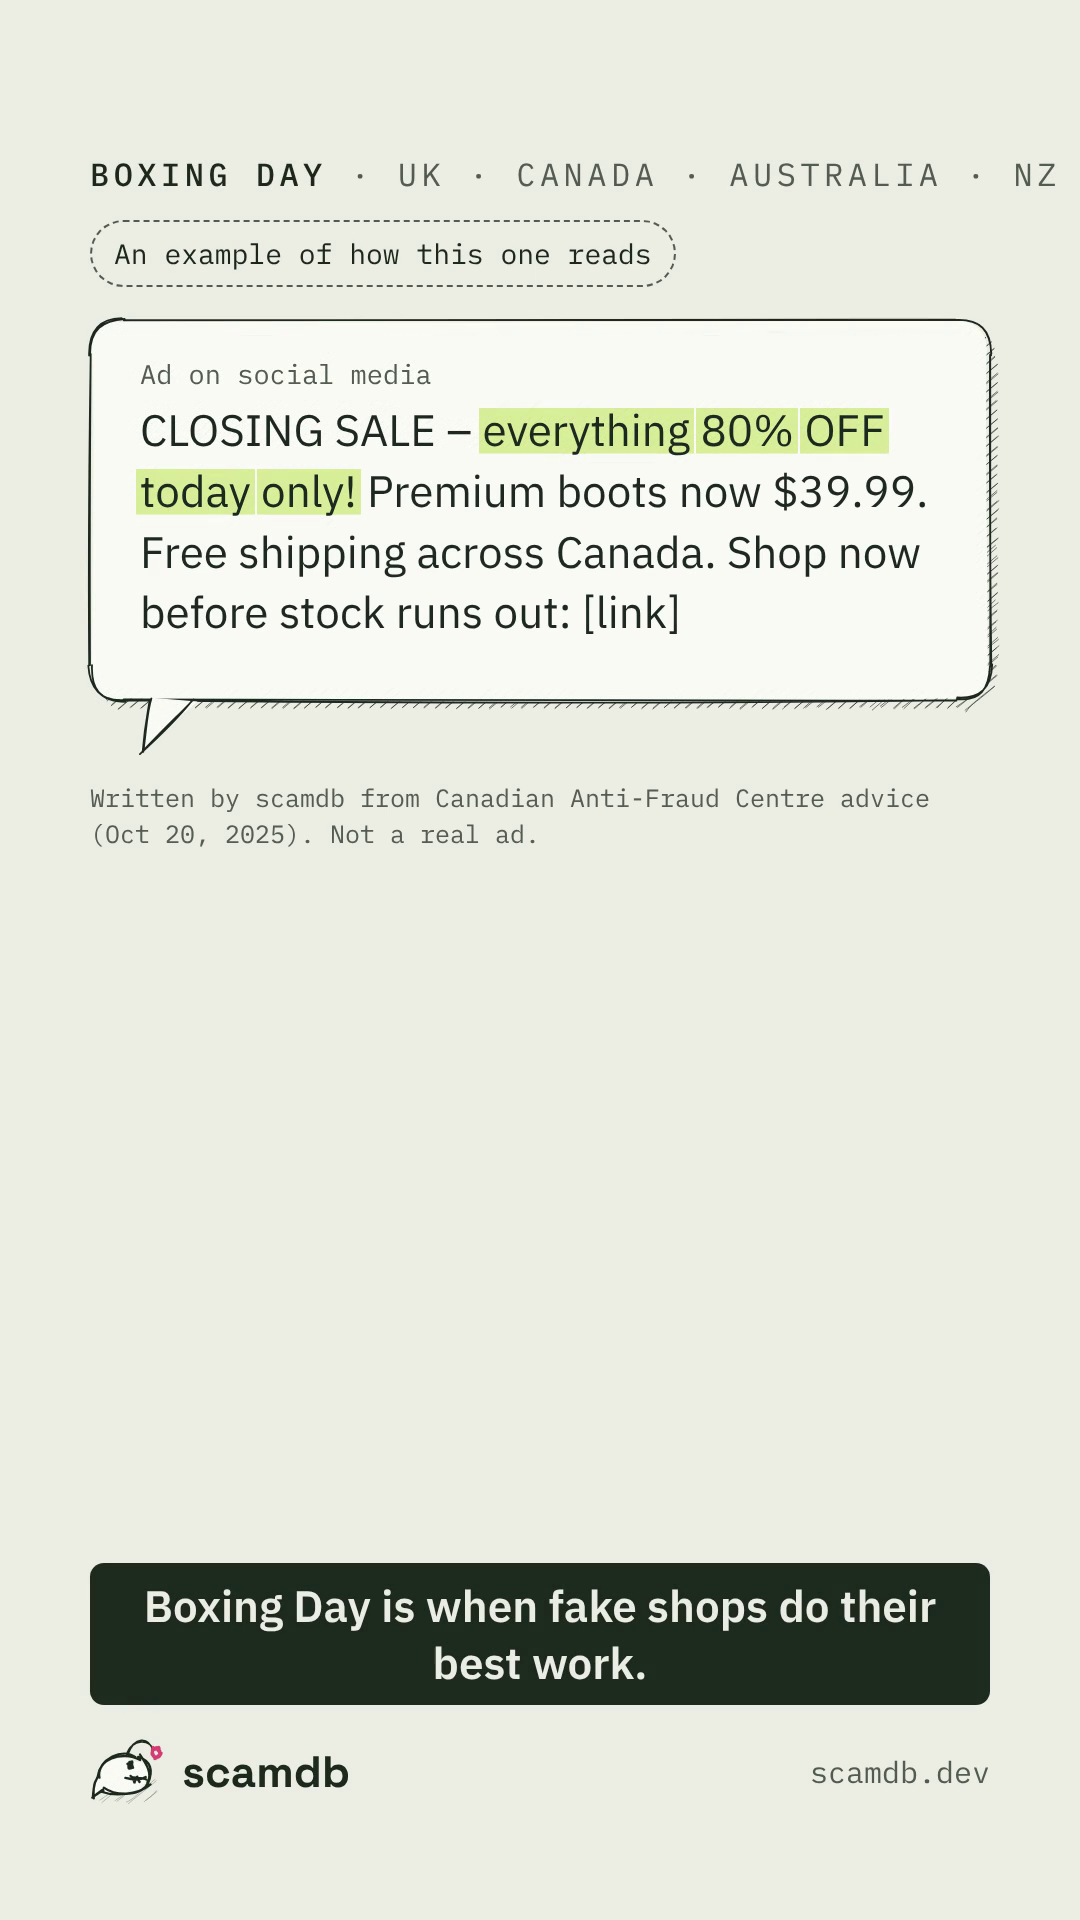 BOXING DAY · UK · CANADA · AUSTRALIA · NZ
An example of how this one reads
Ad on social media
CLOSING SALE – everything 80% OFF
today only! Premium boots now $39.99.
Free shipping across Canada. Shop now
before stock runs out: [link]
Written by scamdb from Canadian Anti-Fraud Centre advice
(Oct 20, 2025). Not a real ad.
Boxing Day is when fake shops do their
best work.
scamdb
scamdb.dev